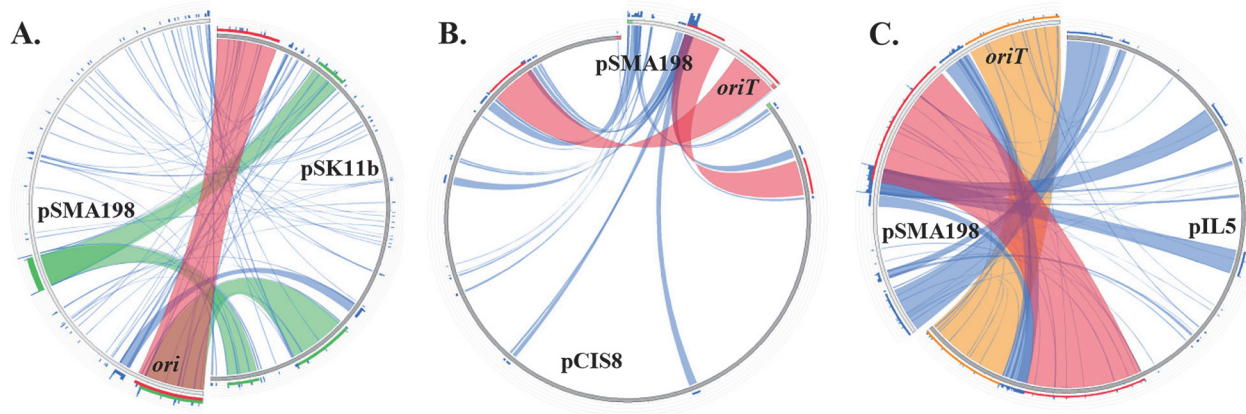 A.
pSK11b
pSMA198
ori
B.
pSMA198
oriT
pCIS8
C.
oriT
pSMA198
pIL5